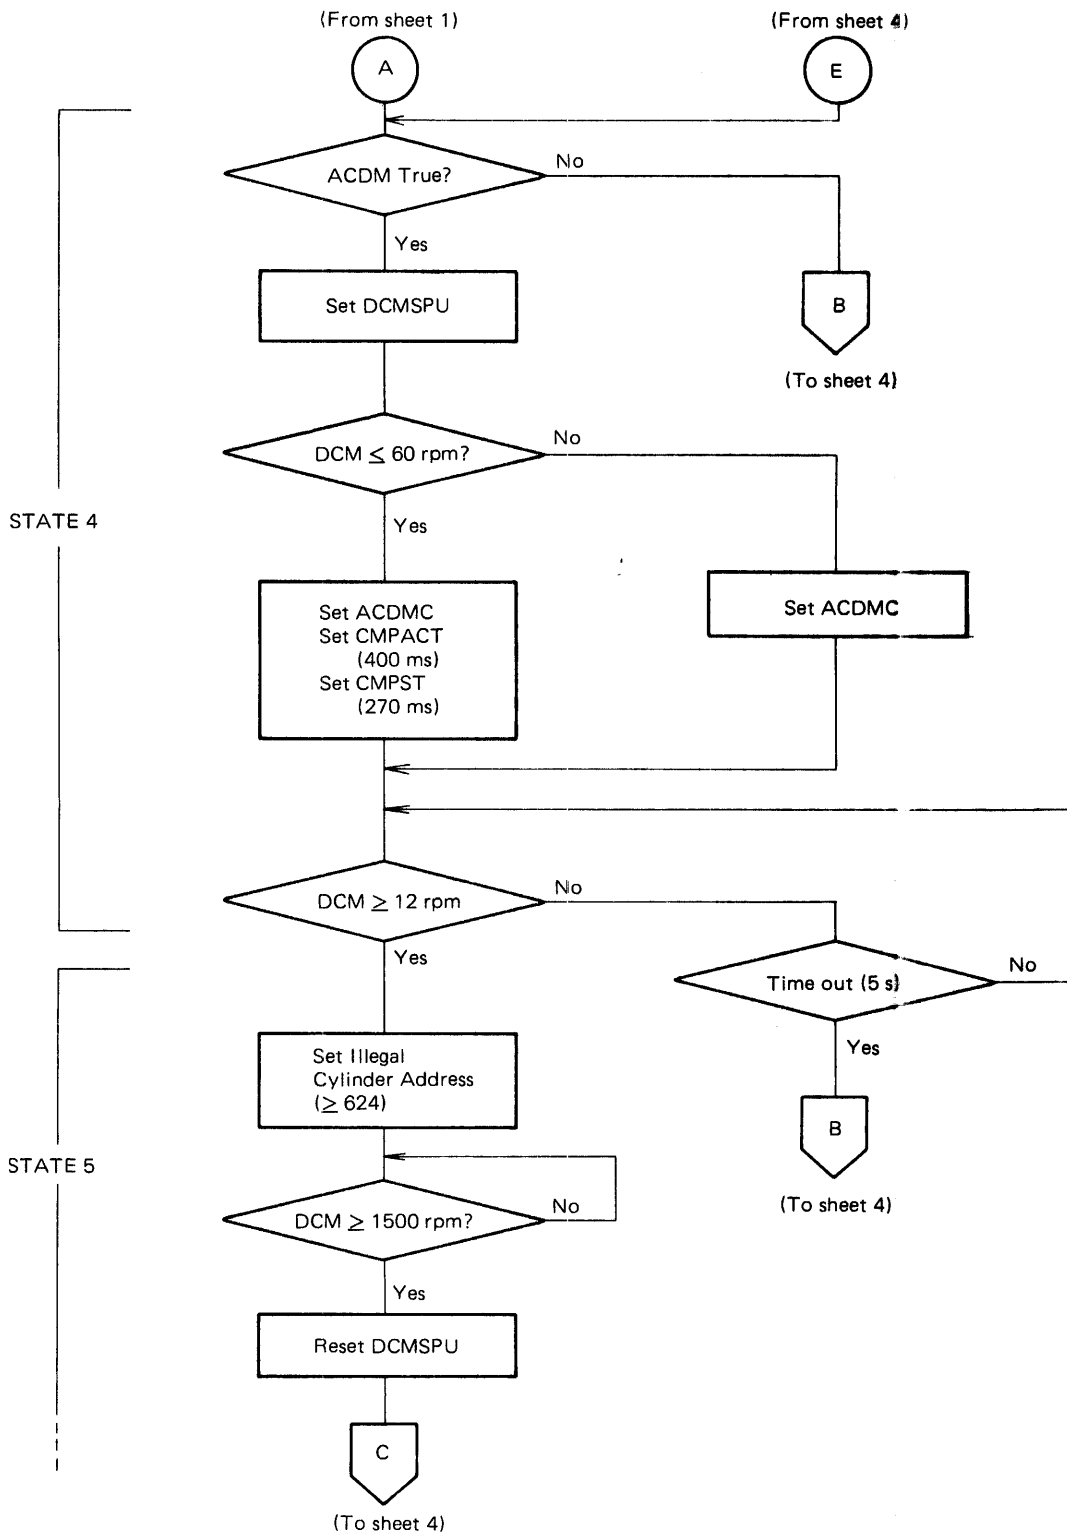 (From sheet 1)
(From sheet 4)
A
E
ACDM True?
No
Yes
Set DCMSPU
B
(To sheet 4)
DCM ≤ 60 rpm?
No
Yes
STATE 4
Set ACDMC
Set CMPACT
(400 ms)
Set CMPST
(270 ms)
Set ACDMC
DCM ≥ 12 rpm
No
Yes
Time out (5 s)
No
Yes
Set Illegal
Cylinder Address
(≥ 624)
B
(To sheet 4)
STATE 5
DCM ≥ 1500 rpm?
No
Yes
Reset DCMSPU
C
(To sheet 4)